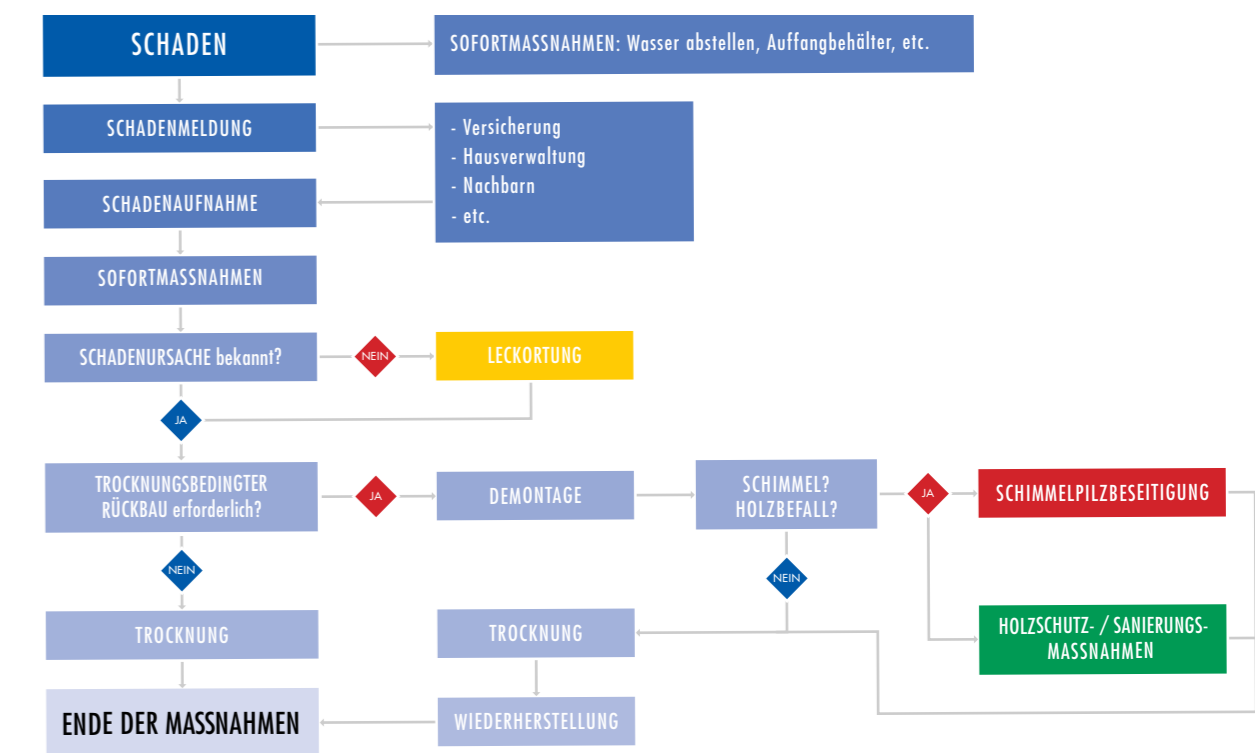 SCHADEN
SOFORTMASSNAHMEN: Wasser abstellen, Auffangbehälter, etc.
SCHADENMELDUNG
- Versicherung
- Hausverwaltung
- Nachbarn
- etc.
SCHADENAUFNAHME
SOFORTMASSNAHMEN
SCHADENURSACHE bekannt?
NEIN
LECKORTUNG
JA
TROCKNUNGSBEDINGTER
RÜCKBAU erforderlich?
JA
DEMONTAGE
SCHIMMEL?
HOLZBEFALL?
JA
SCHIMMELPILZBESEITIGUNG
NEIN
NEIN
HOLZSCHUTZ- / SANIERUNGS-
MASSNAHMEN
TROCKNUNG
TROCKNUNG
ENDE DER MASSNAHMEN
WIEDERHERSTELLUNG